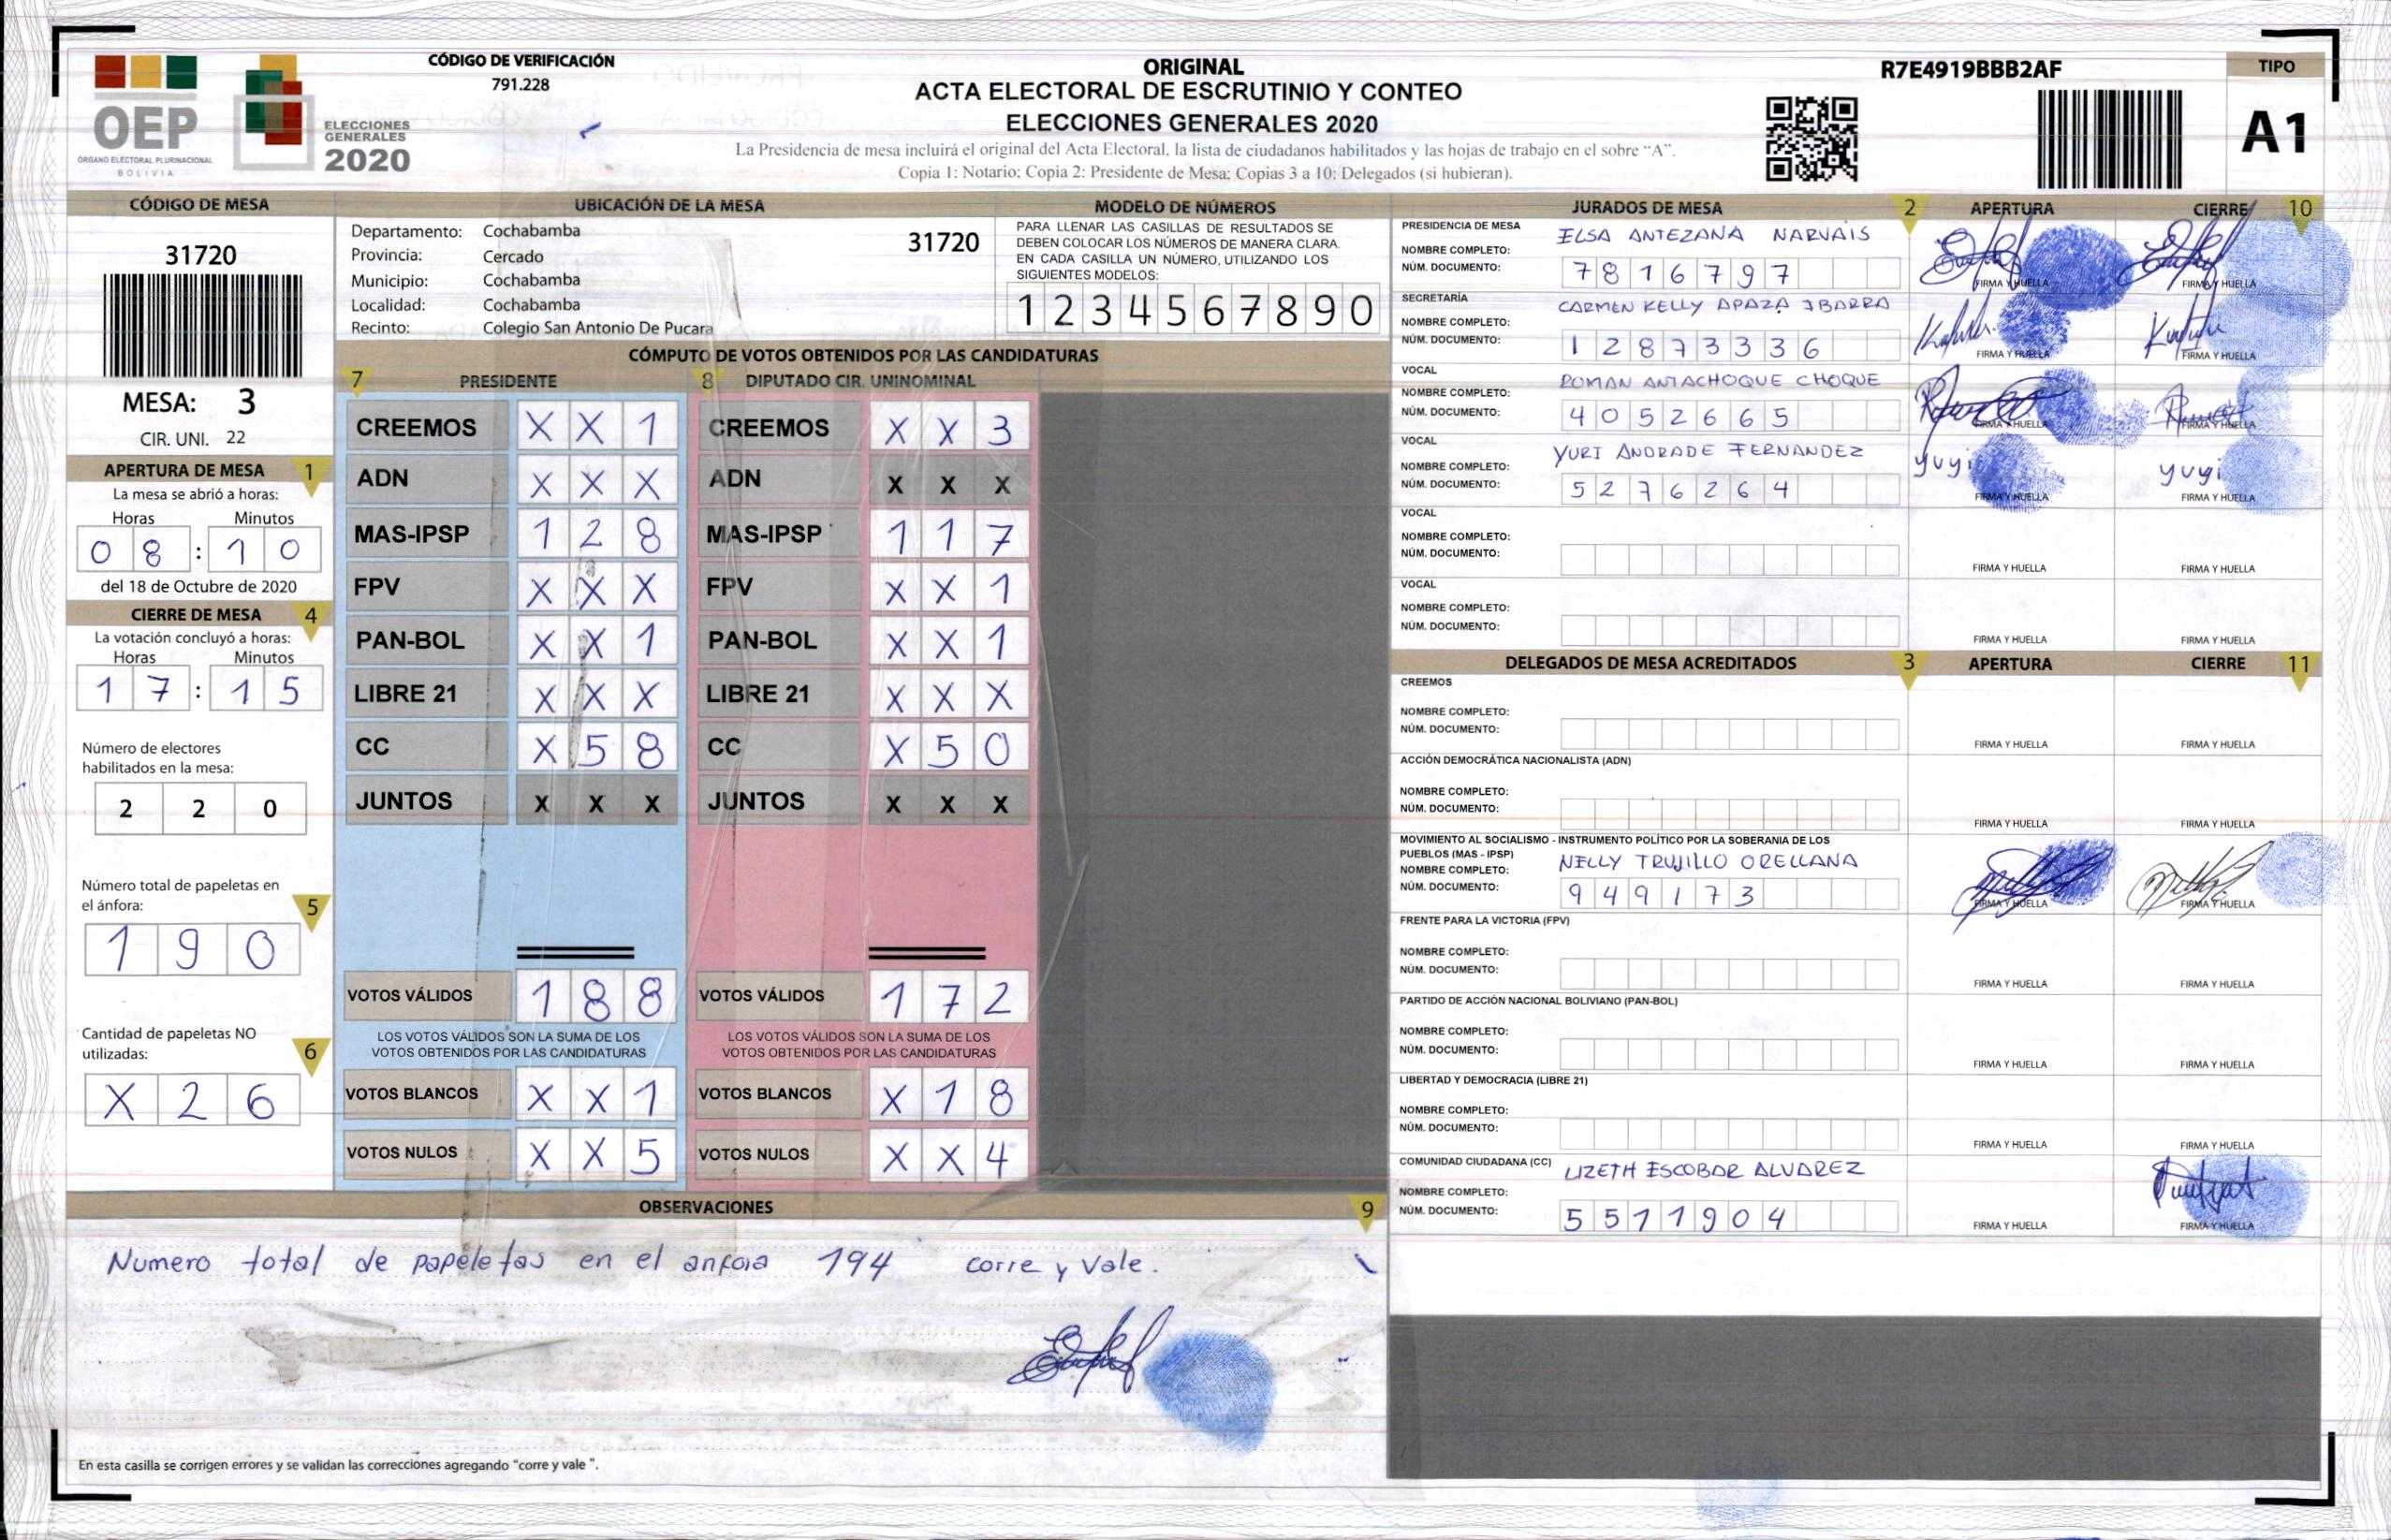 OEP
ÓRGANO ELECTORAL PLURINACIONAL
BOLIVIA
ELECCIONES
GENERALES
2020
CÓDIGO DE VERIFICACIÓN
791.228
ORIGINAL
ACTA ELECTORAL DE ESCRUTINIO Y CONTEO
ELECCIONES GENERALES 2020
La Presidencia de mesa incluirá el original del Acta Electoral, la lista de ciudadanos habilitados y las hojas de trabajo en el sobre “A”.
Copia 1: Notario; Copia 2: Presidente de Mesa; Copias 3 a 10: Delegados (si hubieran).
R7E4919BBB2AF
TIPO
A1
CÓDIGO DE MESA
31720
MESA: 3
CIR. UNI. 22
APERTURA DE MESA 1
La mesa se abrió a horas:
Horas Minutos
0 8 : 1 0
del 18 de Octubre de 2020
CIERRE DE MESA 4
La votación concluyó a horas:
Horas Minutos
1 7 : 1 5
Número de electores
habilitados en la mesa:
2 2 0
Número total de papeletas en
el ánfora: 5
1 9 0
Cantidad de papeletas NO
utilizadas: 6
X 2 6
UBICACIÓN DE LA MESA
Departamento: Cochabamba 31720
Provincia: Cercado
Municipio: Cochabamba
Localidad: Cochabamba
Recinto: Colegio San Antonio De Pucara
MODELO DE NÚMEROS
PARA LLENAR LAS CASILLAS DE RESULTADOS SE
DEBEN COLOCAR LOS NÚMEROS DE MANERA CLARA.
EN CADA CASILLA UN NÚMERO, UTILIZANDO LOS
SIGUIENTES MODELOS:
1 2 3 4 5 6 7 8 9 0
CÓMPUTO DE VOTOS OBTENIDOS POR LAS CANDIDATURAS
7 PRESIDENTE 8 DIPUTADO CIR. UNINOMINAL
CREEMOS X X 1 CREEMOS X X 3
ADN X X X ADN X X X
MAS-IPSP 1 2 8 MAS-IPSP 1 1 7
FPV X X X FPV X X 1
PAN-BOL X X 1 PAN-BOL X X 1
LIBRE 21 X X X LIBRE 21 X X X
CC X 5 8 CC X 5 0
JUNTOS X X X JUNTOS X X X
VOTOS VÁLIDOS 1 8 8 VOTOS VÁLIDOS 1 7 2
LOS VOTOS VÁLIDOS SON LA SUMA DE LOS LOS VOTOS VÁLIDOS SON LA SUMA DE LOS
VOTOS OBTENIDOS POR LAS CANDIDATURAS VOTOS OBTENIDOS POR LAS CANDIDATURAS
VOTOS BLANCOS X X 1 VOTOS BLANCOS X 1 8
VOTOS NULOS X X 5 VOTOS NULOS X X 4
OBSERVACIONES 9
Numero total de papeletas en el anfora 194 corre y vale.
En esta casilla se corrigen errores y se validan las correcciones agregando "corre y vale ".
JURADOS DE MESA 2 APERTURA CIERRE 10
PRESIDENCIA DE MESA
NOMBRE COMPLETO: ELSA ANTEZANA NARVAIS
NÚM. DOCUMENTO: 7 8 1 6 7 9 7
FIRMA Y HUELLA FIRMA Y HUELLA
SECRETARÍA
NOMBRE COMPLETO: CARMEN KELLY APAZA IBARRA
NÚM. DOCUMENTO: 1 2 8 7 3 3 3 6
FIRMA Y HUELLA FIRMA Y HUELLA
VOCAL
NOMBRE COMPLETO: ROMAN ANTACHOQUE CHOQUE
NÚM. DOCUMENTO: 4 0 5 2 6 6 5
FIRMA Y HUELLA FIRMA Y HUELLA
VOCAL
NOMBRE COMPLETO: YURI ANDRADE FERNANDEZ
NÚM. DOCUMENTO: 5 2 7 6 2 6 4
yuyi yuyi
FIRMA Y HUELLA FIRMA Y HUELLA
VOCAL
NOMBRE COMPLETO:
NÚM. DOCUMENTO:
FIRMA Y HUELLA FIRMA Y HUELLA
VOCAL
NOMBRE COMPLETO:
NÚM. DOCUMENTO:
FIRMA Y HUELLA FIRMA Y HUELLA
DELEGADOS DE MESA ACREDITADOS 3 APERTURA CIERRE 11
CREEMOS
NOMBRE COMPLETO:
NÚM. DOCUMENTO:
FIRMA Y HUELLA FIRMA Y HUELLA
ACCIÓN DEMOCRÁTICA NACIONALISTA (ADN)
NOMBRE COMPLETO:
NÚM. DOCUMENTO:
FIRMA Y HUELLA FIRMA Y HUELLA
MOVIMIENTO AL SOCIALISMO - INSTRUMENTO POLÍTICO POR LA SOBERANIA DE LOS
PUEBLOS (MAS - IPSP)
NOMBRE COMPLETO: NELLY TRUJILLO ORELLANA
NÚM. DOCUMENTO: 9 4 9 1 7 3
FIRMA Y HUELLA FIRMA Y HUELLA
FRENTE PARA LA VICTORIA (FPV)
NOMBRE COMPLETO:
NÚM. DOCUMENTO:
FIRMA Y HUELLA FIRMA Y HUELLA
PARTIDO DE ACCIÓN NACIONAL BOLIVIANO (PAN-BOL)
NOMBRE COMPLETO:
NÚM. DOCUMENTO:
FIRMA Y HUELLA FIRMA Y HUELLA
LIBERTAD Y DEMOCRACIA (LIBRE 21)
NOMBRE COMPLETO:
NÚM. DOCUMENTO:
FIRMA Y HUELLA FIRMA Y HUELLA
COMUNIDAD CIUDADANA (CC)
NOMBRE COMPLETO: LIZETH ESCOBAR ALVAREZ
NÚM. DOCUMENTO: 5 5 1 1 9 0 4
FIRMA Y HUELLA FIRMA Y HUELLA